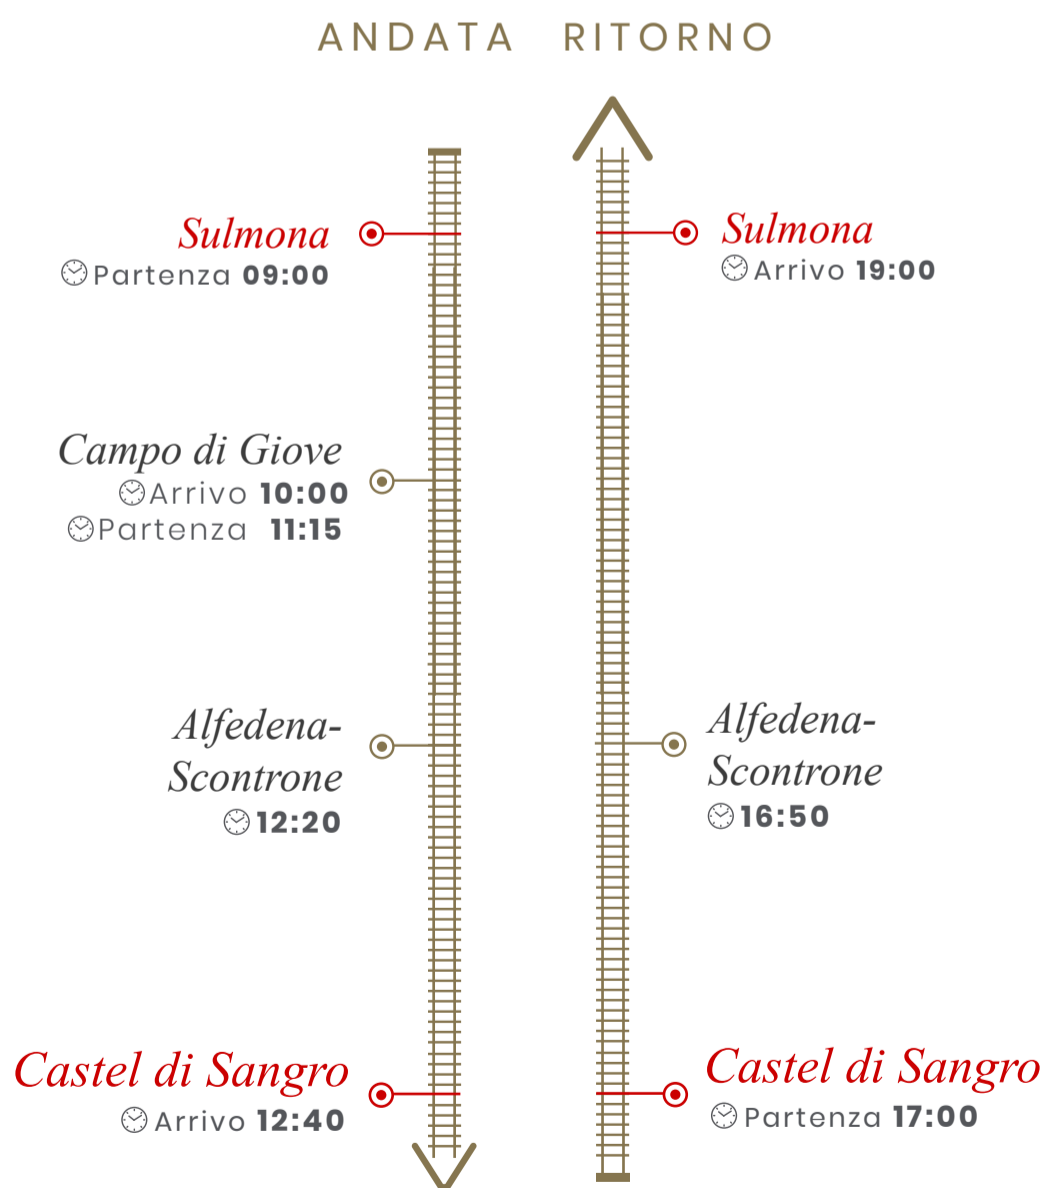 ANDATA
Sulmona
Partenza 09:00
Campo di Giove
Arrivo 10:00
Partenza 11:15
Alfedena-
Scontrone
12:20
Castel di Sangro
Arrivo 12:40
RITORNO
Sulmona
Arrivo 19:00
Alfedena-
Scontrone
16:50
Castel di Sangro
Partenza 17:00